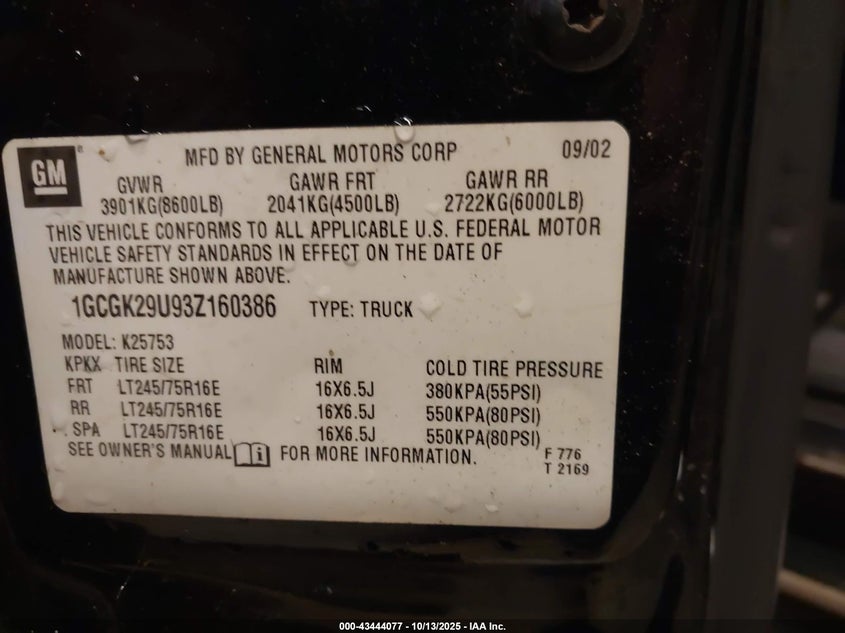 GM
MFD BY GENERAL MOTORS CORP 09/02
GVWR GAWR FRT GAWR RR
3901KG(8600LB) 2041KG(4500LB) 2722KG(6000LB)
THIS VEHICLE CONFORMS TO ALL APPLICABLE U.S. FEDERAL MOTOR
VEHICLE SAFETY STANDARDS IN EFFECT ON THE DATE OF
MANUFACTURE SHOWN ABOVE.
1GCGK29U93Z160386 TYPE: TRUCK
MODEL: K25753
KPKX TIRE SIZE RIM COLD TIRE PRESSURE
FRT LT245/75R16E 16X6.5J 380KPA(55PSI)
RR LT245/75R16E 16X6.5J 550KPA(80PSI)
SPA LT245/75R16E 16X6.5J 550KPA(80PSI)
SEE OWNER'S MANUAL i FOR MORE INFORMATION. F 776
T 2169
000-43444077 - 10/13/2025 - IAA Inc.